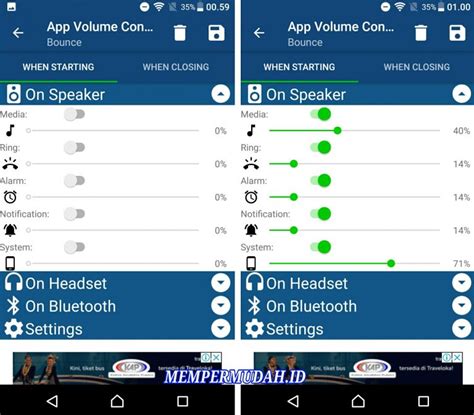 35% 00.59
App Volume Con...
Bounce
WHEN STARTING WHEN CLOSING
On Speaker
Media:
0%
Ring:
0%
Alarm:
0%
Notification:
0%
System:
0%
On Headset
On Bluetooth
Settings
Kini, tiket bus
KAP
tersedia di Traveloka!
35% 01.00
App Volume Con...
Bounce
WHEN STARTING WHEN CLOSING
On Speaker
Media:
40%
Ring:
14%
Alarm:
14%
Notification:
14%
System:
71%
On Headset
On Bluetooth
Settings
Kini, tiket bus
KAP
tersedia di Traveloka!
MEMPERMUDAH.ID